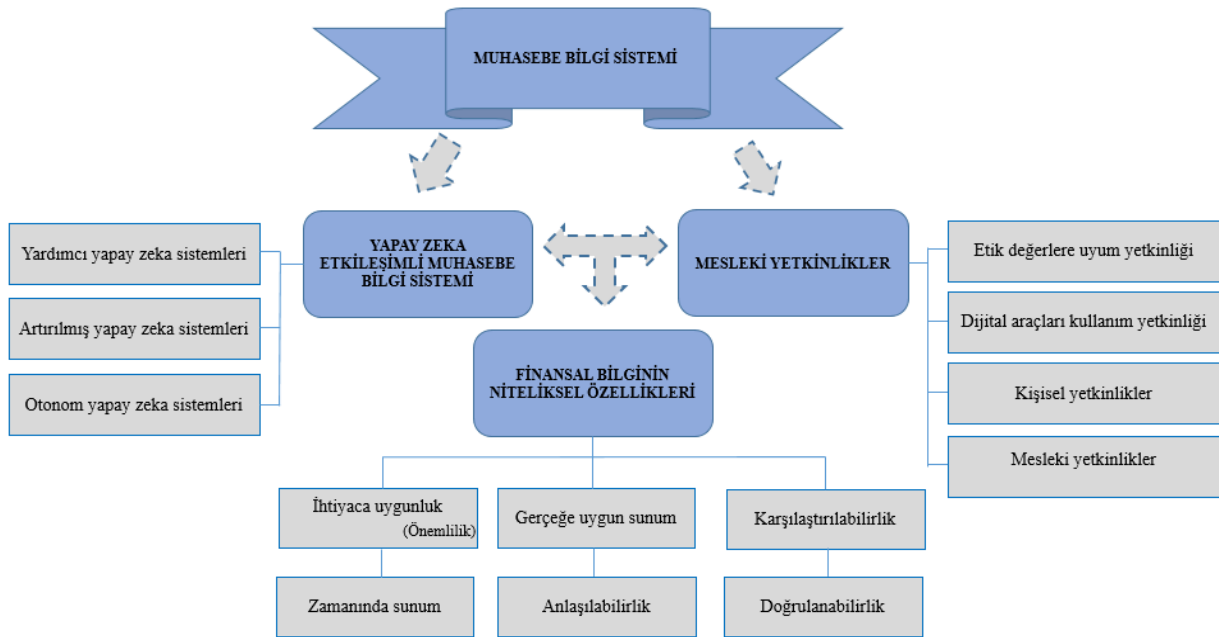 MUHASEBE BİLGİ SİSTEMİ
YAPAY ZEKA
ETKİLEŞİMLİ MUHASEBE
BİLGİ SİSTEMİ
MESLEKİ YETKİNLİKLER
Yardımcı yapay zeka sistemleri
Artırılmış yapay zeka sistemleri
Otonom yapay zeka sistemleri
Etik değerlere uyum yetkinliği
Dijital araçları kullanım yetkinliği
Kişisel yetkinlikler
Mesleki yetkinlikler
FİNANSAL BİLGİNİN
NİTELİKSEL ÖZELLİKLERİ
İhtiyaca uygunluk
(Önemlilik)
Gerçeğe uygun sunum
Karşılaştırılabilirlik
Zamanında sunum
Anlaşılabilirlik
Doğrulanabilirlik